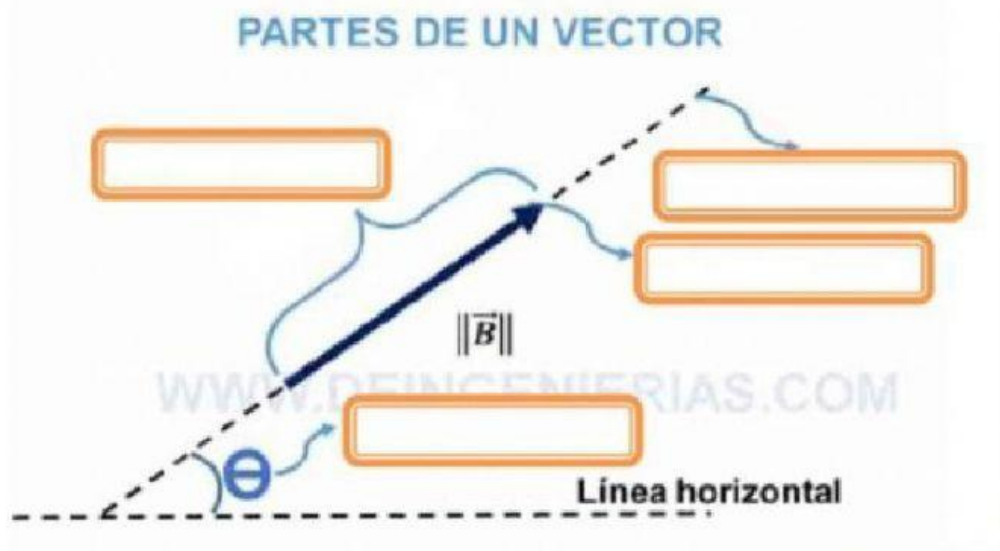 PARTES DE UN VECTOR
‖B⃗‖
WWW.DEINGENIERIAS.COM
Θ
Línea horizontal